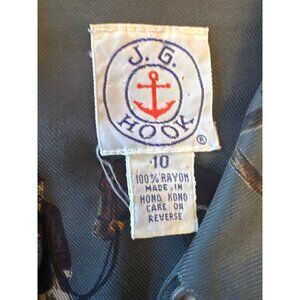 J. G.
HOOK
®
10
100% RAYON
MADE IN
HONG KONG
CARE ON
REVERSE